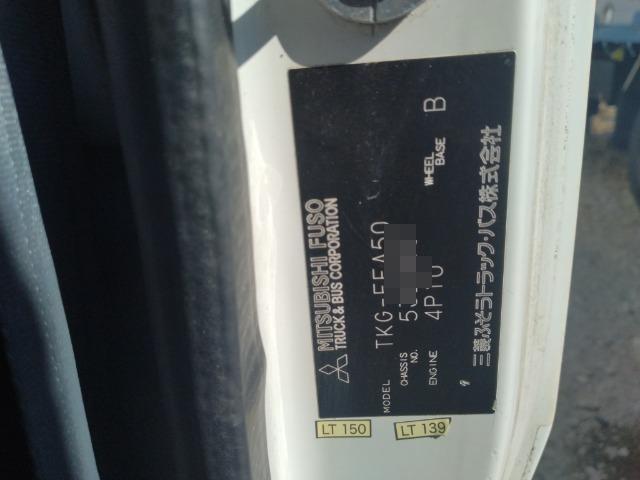 MITSUBISHI FUSO
TRUCK & BUS CORPORATION
MODEL TKG-FEA50
CHASSIS NO. 5
ENGINE 4P10
WHEEL BASE B
三菱ふそうトラック・バス株式会社
LT 150
LT 139